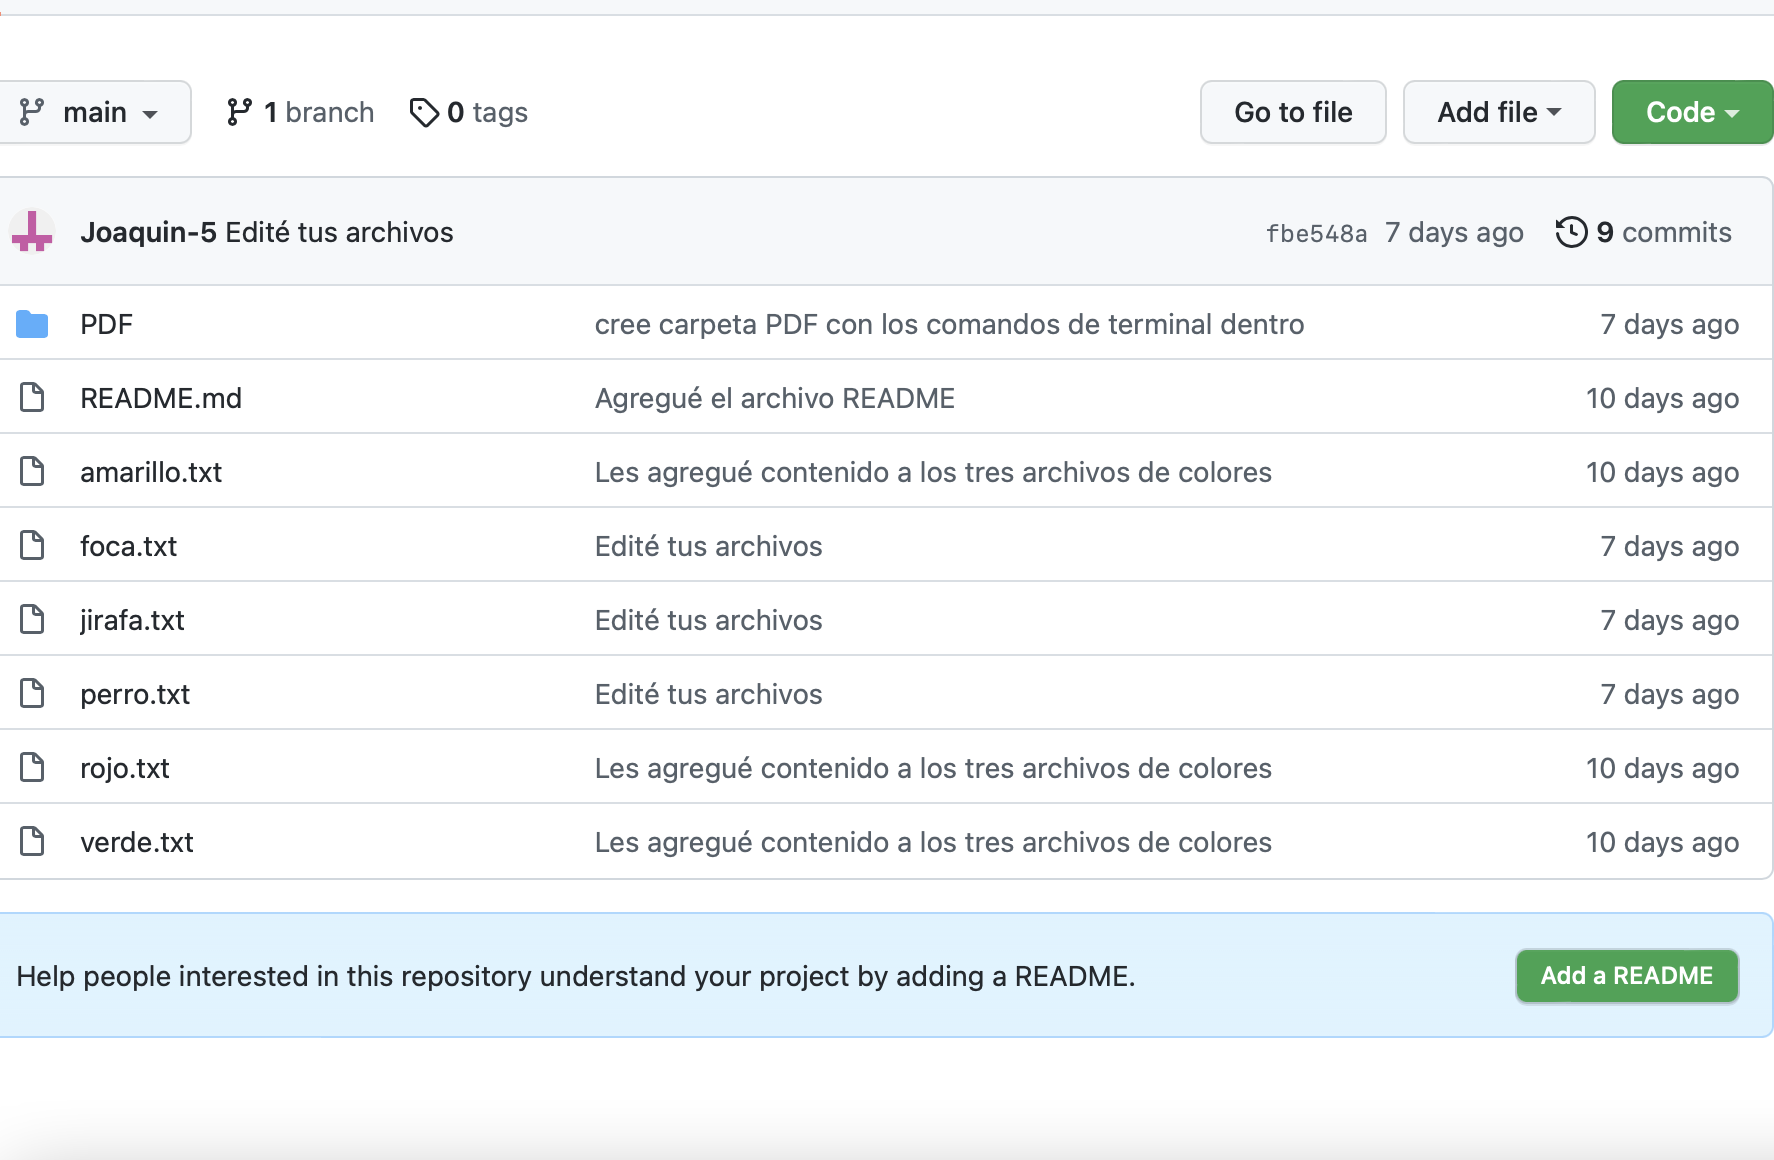 main 1 branch 0 tags Go to file Add file Code
Joaquin-5 Edité tus archivos fbe548a 7 days ago 9 commits
PDF cree carpeta PDF con los comandos de terminal dentro 7 days ago
README.md Agregué el archivo README 10 days ago
amarillo.txt Les agregué contenido a los tres archivos de colores 10 days ago
foca.txt Edité tus archivos 7 days ago
jirafa.txt Edité tus archivos 7 days ago
perro.txt Edité tus archivos 7 days ago
rojo.txt Les agregué contenido a los tres archivos de colores 10 days ago
verde.txt Les agregué contenido a los tres archivos de colores 10 days ago
Help people interested in this repository understand your project by adding a README. Add a README